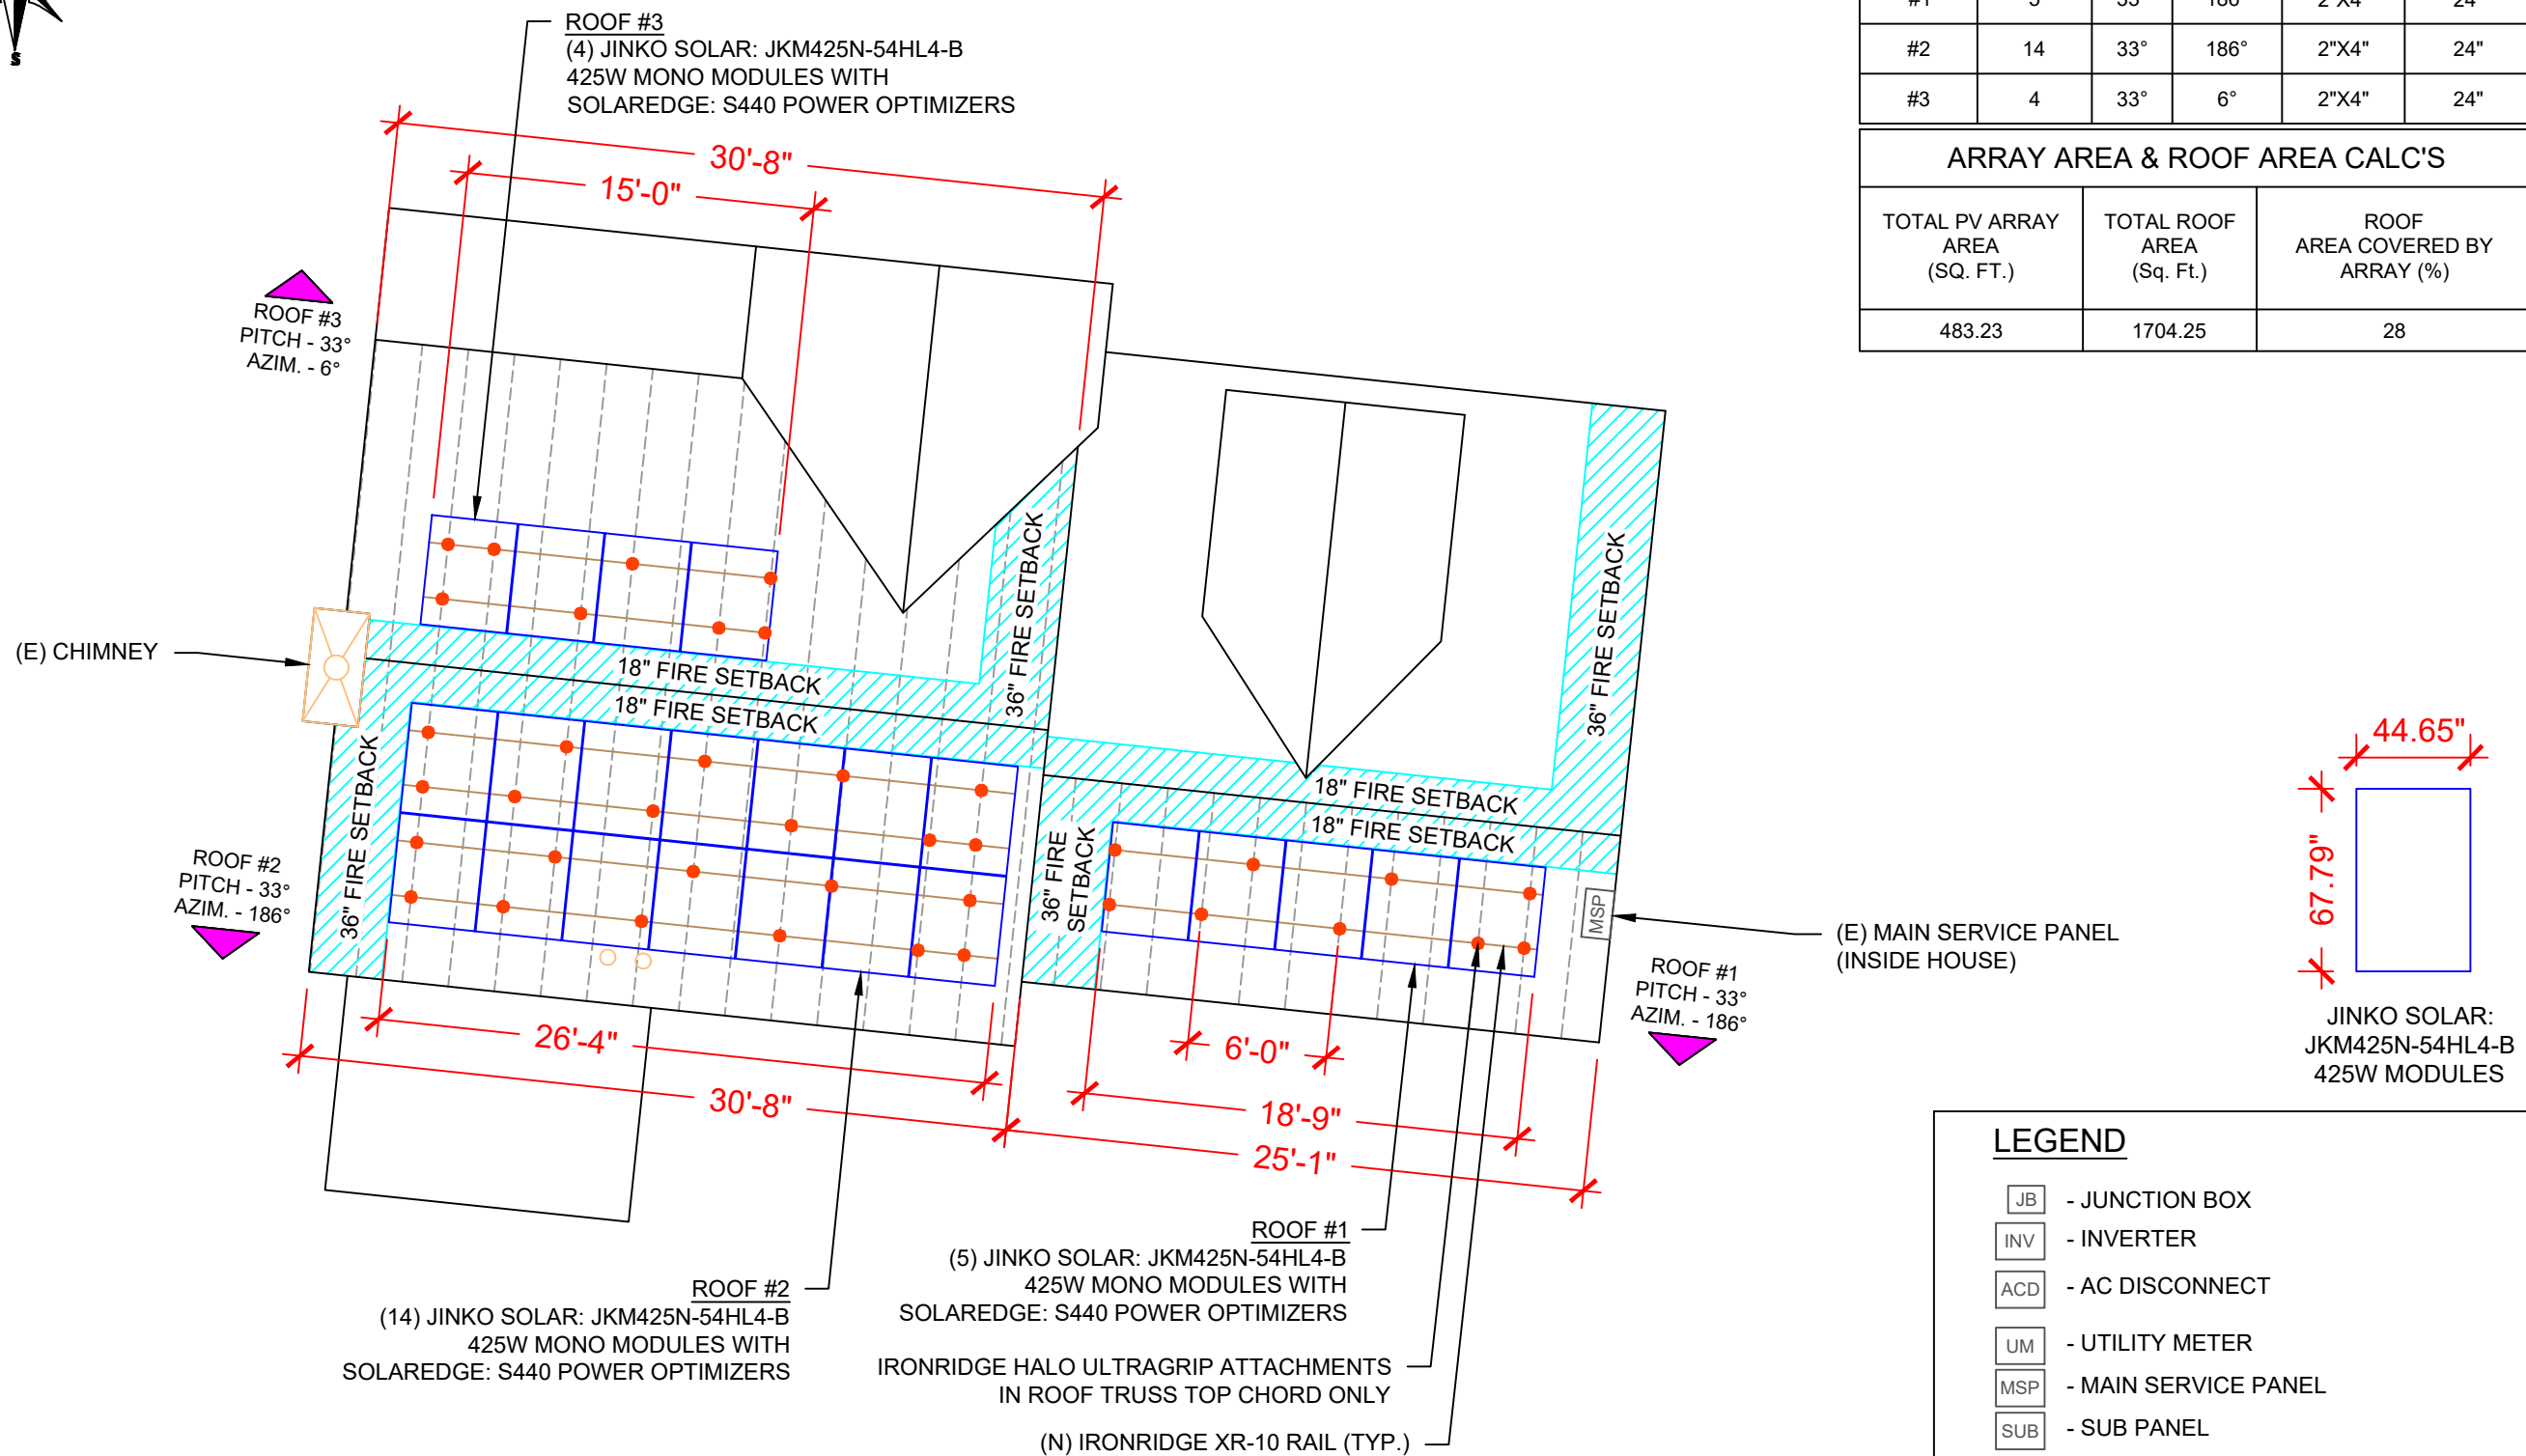 S
ROOF #3
(4) JINKO SOLAR: JKM425N-54HL4-B
425W MONO MODULES WITH
SOLAREDGE: S440 POWER OPTIMIZERS
#2 14 33° 186° 2"X4" 24"
#3 4 33° 6° 2"X4" 24"
ARRAY AREA & ROOF AREA CALC'S
TOTAL PV ARRAY AREA (SQ. FT.)
TOTAL ROOF AREA (Sq. Ft.)
ROOF AREA COVERED BY ARRAY (%)
483.23 1704.25 28
30'-8"
15'-0"
ROOF #3
PITCH - 33°
AZIM. - 6°
(E) CHIMNEY
18" FIRE SETBACK
18" FIRE SETBACK
36" FIRE SETBACK
36" FIRE SETBACK
36" FIRE SETBACK
18" FIRE SETBACK
18" FIRE SETBACK
36" FIRE
SETBACK
MSP
ROOF #2
PITCH - 33°
AZIM. - 186°
(E) MAIN SERVICE PANEL
(INSIDE HOUSE)
ROOF #1
PITCH - 33°
AZIM. - 186°
26'-4"
30'-8"
6'-0"
18'-9"
25'-1"
44.65"
67.79"
JINKO SOLAR:
JKM425N-54HL4-B
425W MODULES
ROOF #2
(14) JINKO SOLAR: JKM425N-54HL4-B
425W MONO MODULES WITH
SOLAREDGE: S440 POWER OPTIMIZERS
ROOF #1
(5) JINKO SOLAR: JKM425N-54HL4-B
425W MONO MODULES WITH
SOLAREDGE: S440 POWER OPTIMIZERS
IRONRIDGE HALO ULTRAGRIP ATTACHMENTS
IN ROOF TRUSS TOP CHORD ONLY
(N) IRONRIDGE XR-10 RAIL (TYP.)
LEGEND
JB - JUNCTION BOX
INV - INVERTER
ACD - AC DISCONNECT
UM - UTILITY METER
MSP - MAIN SERVICE PANEL
SUB - SUB PANEL